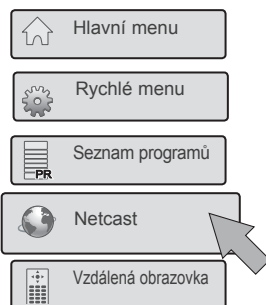 Hlavní menu
Rychlé menu
Seznam programů
PR
Netcast
Vzdálená obrazovka